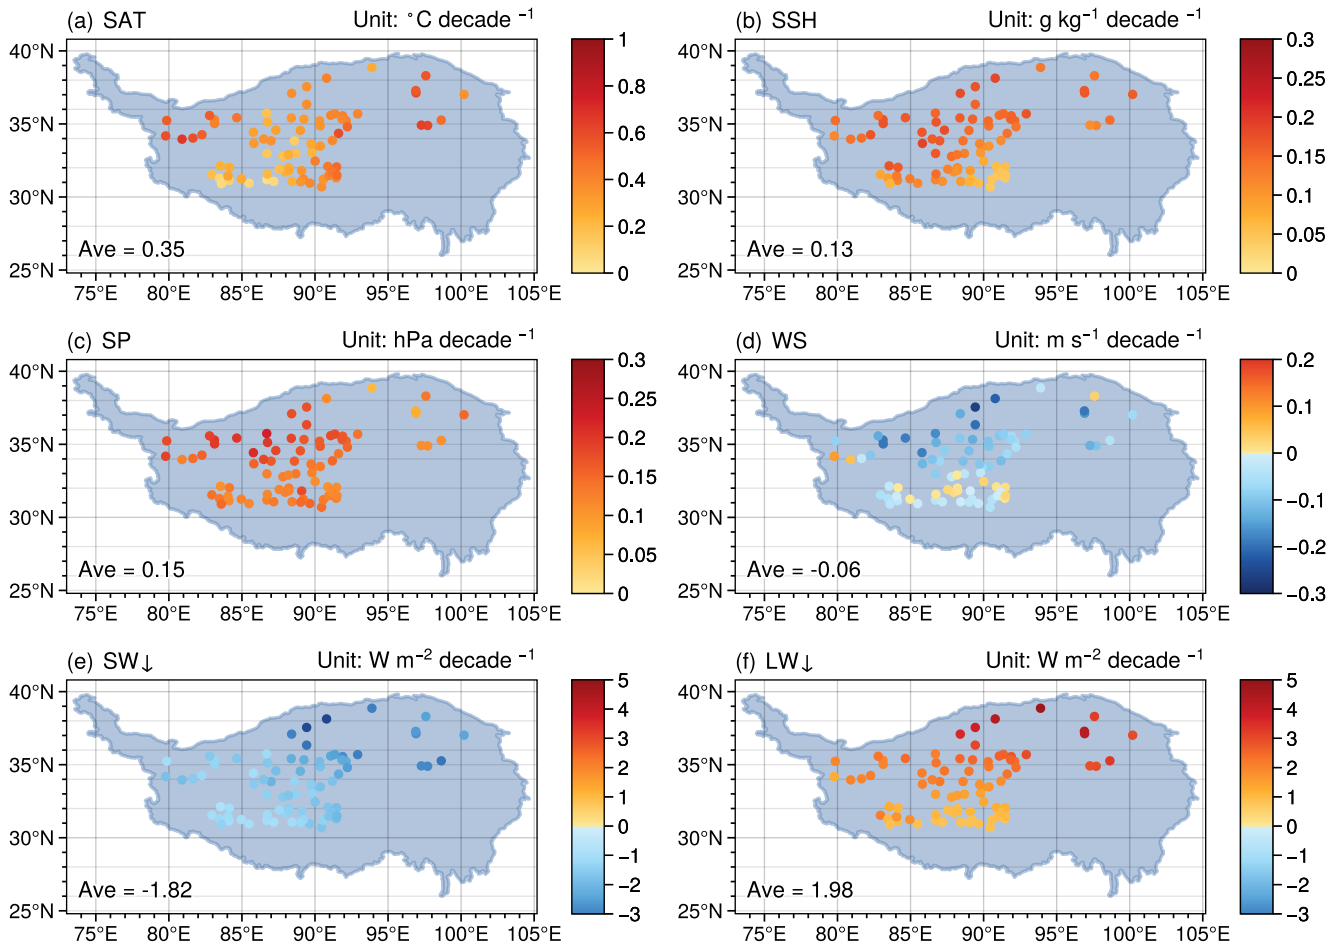 (a) SAT Unit: °C decade ⁻¹
40°N
35°N
30°N
25°N
Ave = 0.35
75°E 80°E 85°E 90°E 95°E 100°E 105°E
1
0.8
0.6
0.4
0.2
0
(b) SSH Unit: g kg⁻¹ decade ⁻¹
40°N
35°N
30°N
25°N
Ave = 0.13
75°E 80°E 85°E 90°E 95°E 100°E 105°E
0.3
0.25
0.2
0.15
0.1
0.05
0
(c) SP Unit: hPa decade ⁻¹
40°N
35°N
30°N
25°N
Ave = 0.15
75°E 80°E 85°E 90°E 95°E 100°E 105°E
0.3
0.25
0.2
0.15
0.1
0.05
0
(d) WS Unit: m s⁻¹ decade ⁻¹
40°N
35°N
30°N
25°N
Ave = -0.06
75°E 80°E 85°E 90°E 95°E 100°E 105°E
0.2
0.1
0
−0.1
−0.2
−0.3
(e) SW↓ Unit: W m⁻² decade ⁻¹
40°N
35°N
30°N
25°N
Ave = -1.82
75°E 80°E 85°E 90°E 95°E 100°E 105°E
5
4
3
2
1
0
−1
−2
−3
(f) LW↓ Unit: W m⁻² decade ⁻¹
40°N
35°N
30°N
25°N
Ave = 1.98
75°E 80°E 85°E 90°E 95°E 100°E 105°E
5
4
3
2
1
0
−1
−2
−3